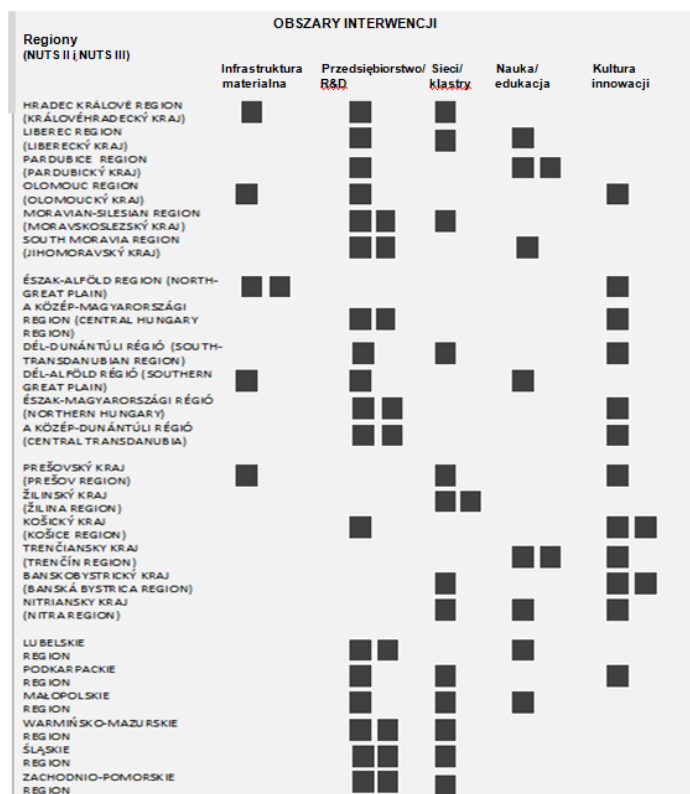 OBSZARY INTERWENCJI
Regiony
(NUTS II i NUTS III)
Infrastruktura Przedsiębiorstwo/ Sieci/ Nauka/ Kultura
materialna R&D klastry edukacja innowacji
HRADEC KRÁLOVÉ REGION
(KRÁLOVÉHRADECKÝ KRAJ)
LIBEREC REGION
(LIBERECKÝ KRAJ)
PARDUBICE REGION
(PARDUBICKÝ KRAJ)
OLOMOUC REGION
(OLOMOUCKÝ KRAJ)
MORAVIAN-SILESIAN REGION
(MORAVSKOSLEZSKÝ KRAJ)
SOUTH MORAVIA REGION
(JIHOMORAVSKÝ KRAJ)
ÉSZAK-ALFÖLD REGION (NORTH-
GREAT PLAIN)
A KÖZÉP-MAGYARORSZÁGI
REGION (CENTRAL HUNGARY
REGION)
DÉL-DUNÁNTÚLI RÉGIÓ (SOUTH-
TRANSDANUBIAN REGION)
DÉL-ALFÖLD RÉGIÓ (SOUTHERN
GREAT PLAIN)
ÉSZAK-MAGYARORSZÁGI RÉGIÓ
(NORTHERN HUNGARY)
A KÖZÉP-DUNÁNTÚLI RÉGIÓ
(CENTRAL TRANSDANUBIA)
PREŠOVSKÝ KRAJ
(PREŠOV REGION)
ŽILINSKÝ KRAJ
(ŽILINA REGION)
KOŠICKÝ KRAJ
(KOŠICE REGION)
TRENČIANSKY KRAJ
(TRENČÍN REGION)
BANSKOBYSTRICKÝ KRAJ
(BANSKÁ BYSTRICA REGION)
NITRIANSKY KRAJ
(NITRA REGION)
LUBELSKIE
REGION
PODKARPACKIE
REGION
MAŁOPOLSKIE
REGION
WARMIŃSKO-MAZURSKIE
REGION
ŚLĄSKIE
REGION
ZACHODNIO-POMORSKIE
REGION